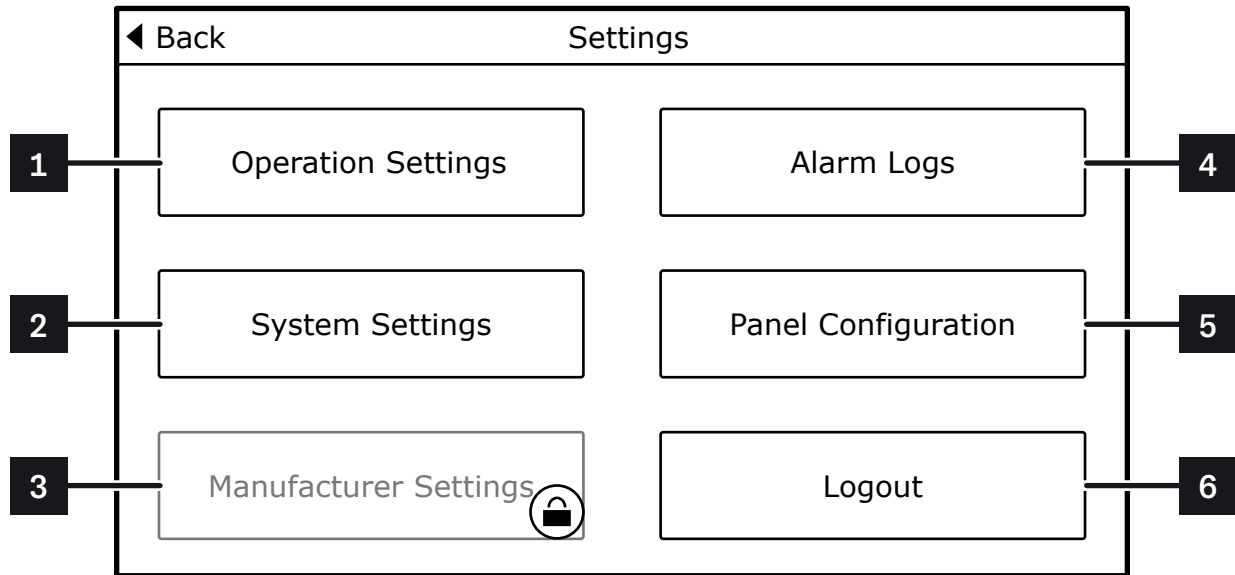 Back
Settings
1
Operation Settings
Alarm Logs
4
2
System Settings
Panel Configuration
5
3
Manufacturer Settings
Logout
6